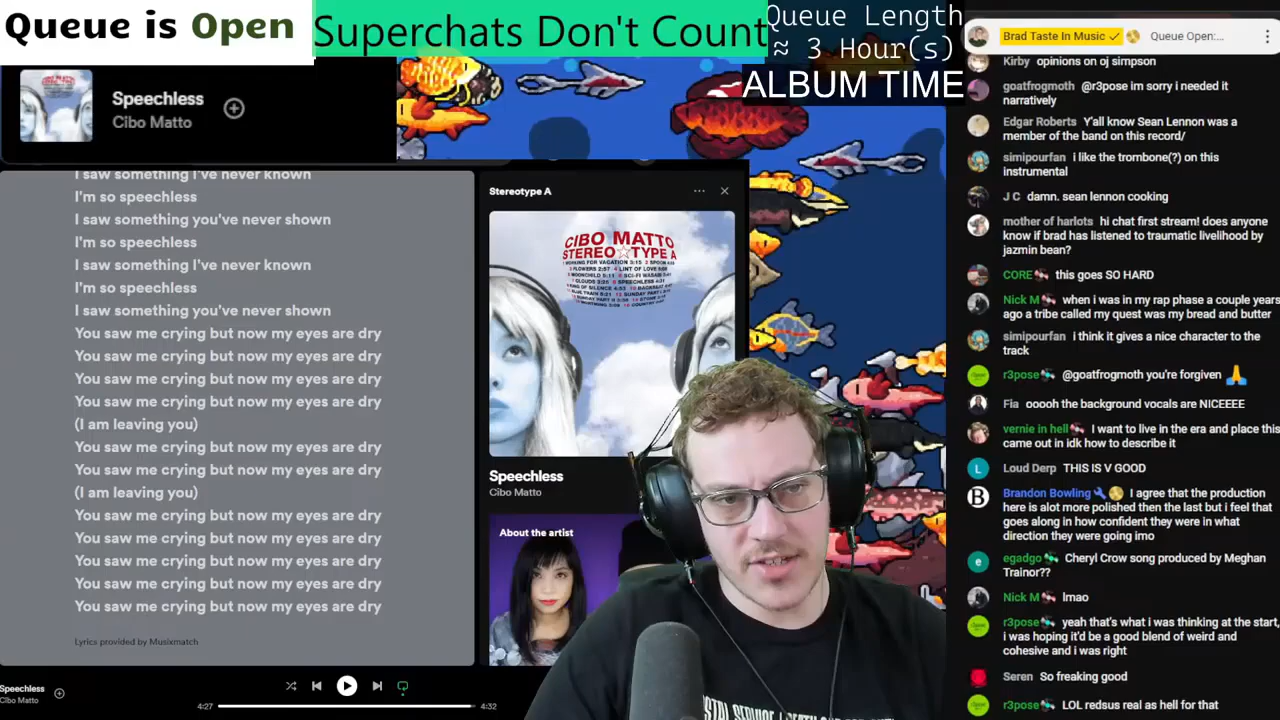 Queue is Open
Superchats Don't Count
Queue Length
≈ 3 Hour(s)
ALBUM TIME
Speechless
Cibo Matto
I saw something I've never known
I'm so speechless
I saw something you've never shown
I'm so speechless
I saw something I've never known
I'm so speechless
I saw something you've never shown
You saw me crying but now my eyes are dry
You saw me crying but now my eyes are dry
You saw me crying but now my eyes are dry
You saw me crying but now my eyes are dry
(I am leaving you)
You saw me crying but now my eyes are dry
You saw me crying but now my eyes are dry
(I am leaving you)
You saw me crying but now my eyes are dry
You saw me crying but now my eyes are dry
You saw me crying but now my eyes are dry
You saw me crying but now my eyes are dry
You saw me crying but now my eyes are dry
Lyrics provided by Musixmatch
Stereotype A
CIBO MATTO
STEREO☆TYPE A
Speechless
Cibo Matto
About the artist
Speechless
Cibo Matto
4:27
4:32
Brad Taste In Music Queue Open:...
Kirby opinions on oj simpson
goatfrogmoth @r3pose im sorry i needed it
narratively
Edgar Roberts Y'all know Sean Lennon was a
member of the band on this record/
simipourfan i like the trombone(?) on this
instrumental
J C damn. sean lennon cooking
mother of harlots hi chat first stream! does anyone
know if brad has listened to traumatic livelihood by
jazmin bean?
CORE this goes SO HARD
Nick M when i was in my rap phase a couple years
ago a tribe called my quest was my bread and butter
simipourfan i think it gives a nice character to the
track
r3pose @goatfrogmoth you're forgiven 🙏
Fia ooooh the background vocals are NICEEEE
vernie in hell I want to live in the era and place this
came out in idk how to describe it
Loud Derp THIS IS V GOOD
Brandon Bowling I agree that the production
here is alot more polished then the last but i feel that
goes along in how confident they were in what
direction they were going imo
egadgo Cheryl Crow song produced by Meghan
Trainor??
Nick M lmao
r3pose yeah that's what i was thinking at the start,
i was hoping it'd be a good blend of weird and
cohesive and i was right
Seren So freaking good
r3pose LOL redsus real as hell for that